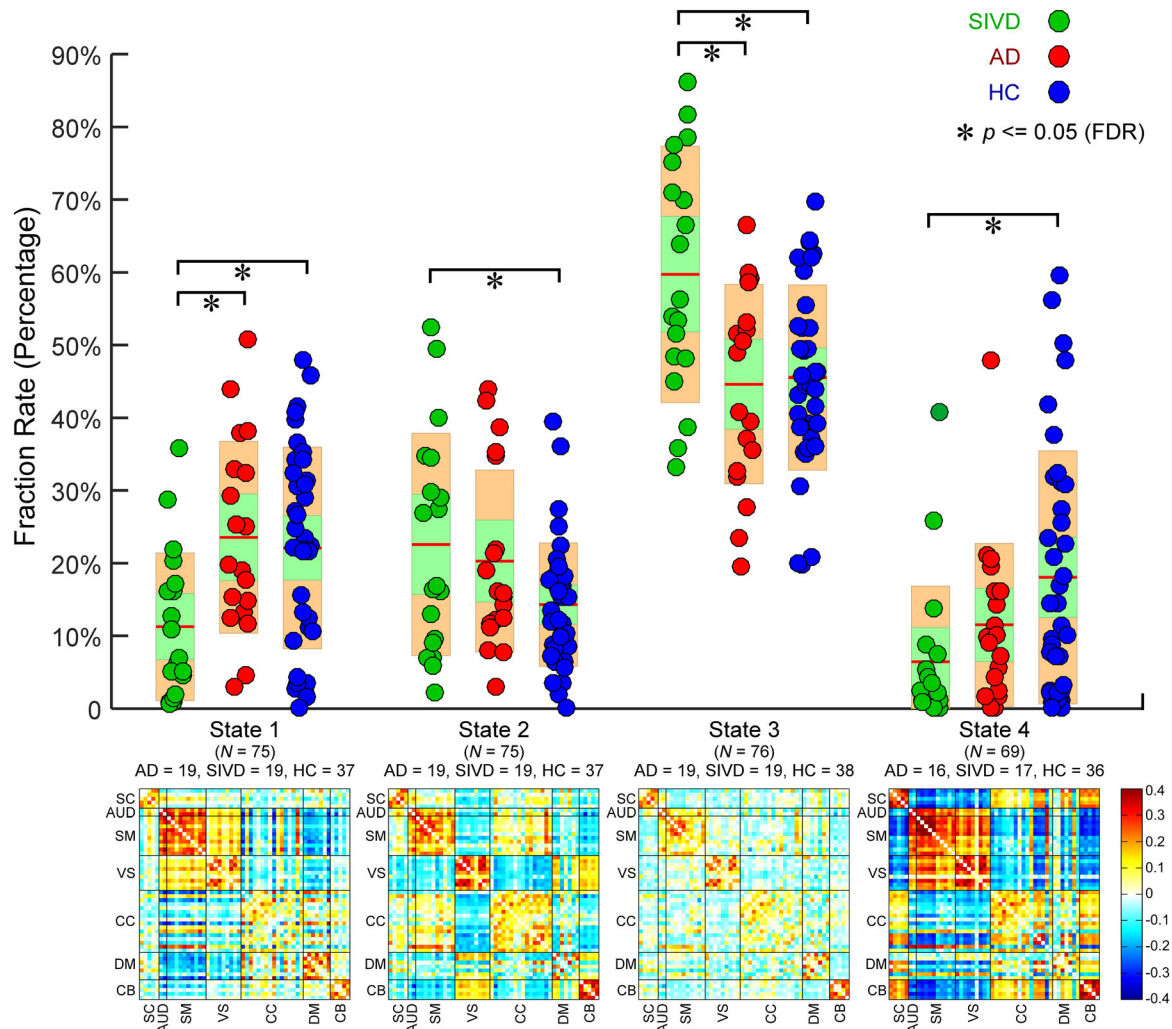 SIVD
AD
HC
* p <= 0.05 (FDR)
Fraction Rate (Percentage)
90%
80%
70%
60%
50%
40%
30%
20%
10%
0
* * * * * *
State 1
(N = 75)
AD = 19, SIVD = 19, HC = 37
State 2
(N = 75)
AD = 19, SIVD = 19, HC = 37
State 3
(N = 76)
AD = 19, SIVD = 19, HC = 38
State 4
(N = 69)
AD = 16, SIVD = 17, HC = 36
SC
AUD
SM
VS
CC
DM
CB
SC AUD SM VS CC DM CB
SC
AUD
SM
VS
CC
DM
CB
SC AUD SM VS CC DM CB
SC
AUD
SM
VS
CC
DM
CB
SC AUD SM VS CC DM CB
SC
AUD
SM
VS
CC
DM
CB
SC AUD SM VS CC DM CB
0.4
0.3
0.2
0.1
0
-0.1
-0.2
-0.3
-0.4